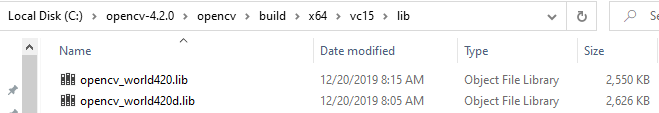 Local Disk (C:) › opencv-4.2.0 › opencv › build › x64 › vc15 › lib
Name Date modified Type Size
opencv_world420.lib 12/20/2019 8:15 AM Object File Library 2,550 KB
opencv_world420d.lib 12/20/2019 8:05 AM Object File Library 2,626 KB